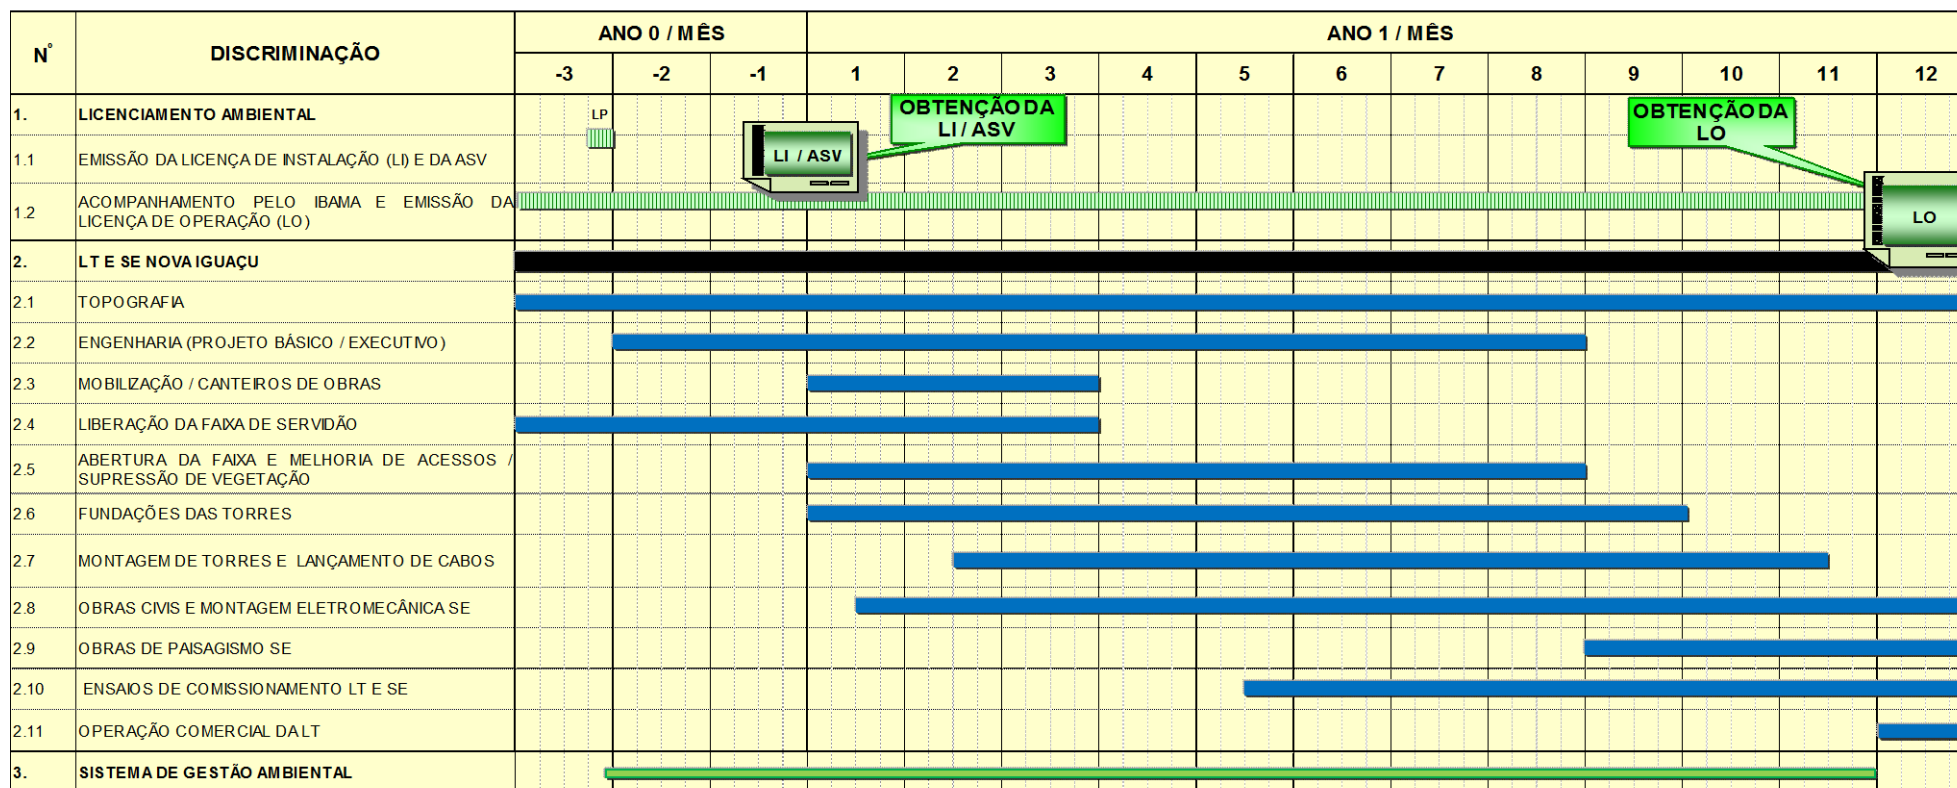 N°
DISCRIMINAÇÃO
ANO 0 / MÊS
ANO 1 / MÊS
-3 -2 -1 1 2 3 4 5 6 7 8 9 10 11 12
1. LICENCIAMENTO AMBIENTAL
LP
OBTENÇÃO DA
LI / ASV
OBTENÇÃO DA
LO
1.1 EMISSÃO DA LICENÇA DE INSTALAÇÃO (LI) E DA ASV
LI / ASV
1.2 ACOMPANHAMENTO PELO IBAMA E EMISSÃO DA
LICENÇA DE OPERAÇÃO (LO)
LO
2. LT E SE NOVA IGUAÇU
2.1 TOPOGRAFIA
2.2 ENGENHARIA (PROJETO BÁSICO / EXECUTIVO)
2.3 MOBILIZAÇÃO / CANTEIROS DE OBRAS
2.4 LIBERAÇÃO DA FAIXA DE SERVIDÃO
2.5 ABERTURA DA FAIXA E MELHORIA DE ACESSOS /
SUPRESSÃO DE VEGETAÇÃO
2.6 FUNDAÇÕES DAS TORRES
2.7 MONTAGEM DE TORRES E LANÇAMENTO DE CABOS
2.8 OBRAS CIVIS E MONTAGEM ELETROMECÂNICA SE
2.9 OBRAS DE PAISAGISMO SE
2.10 ENSAIOS DE COMISSIONAMENTO LT E SE
2.11 OPERAÇÃO COMERCIAL DA LT
3. SISTEMA DE GESTÃO AMBIENTAL